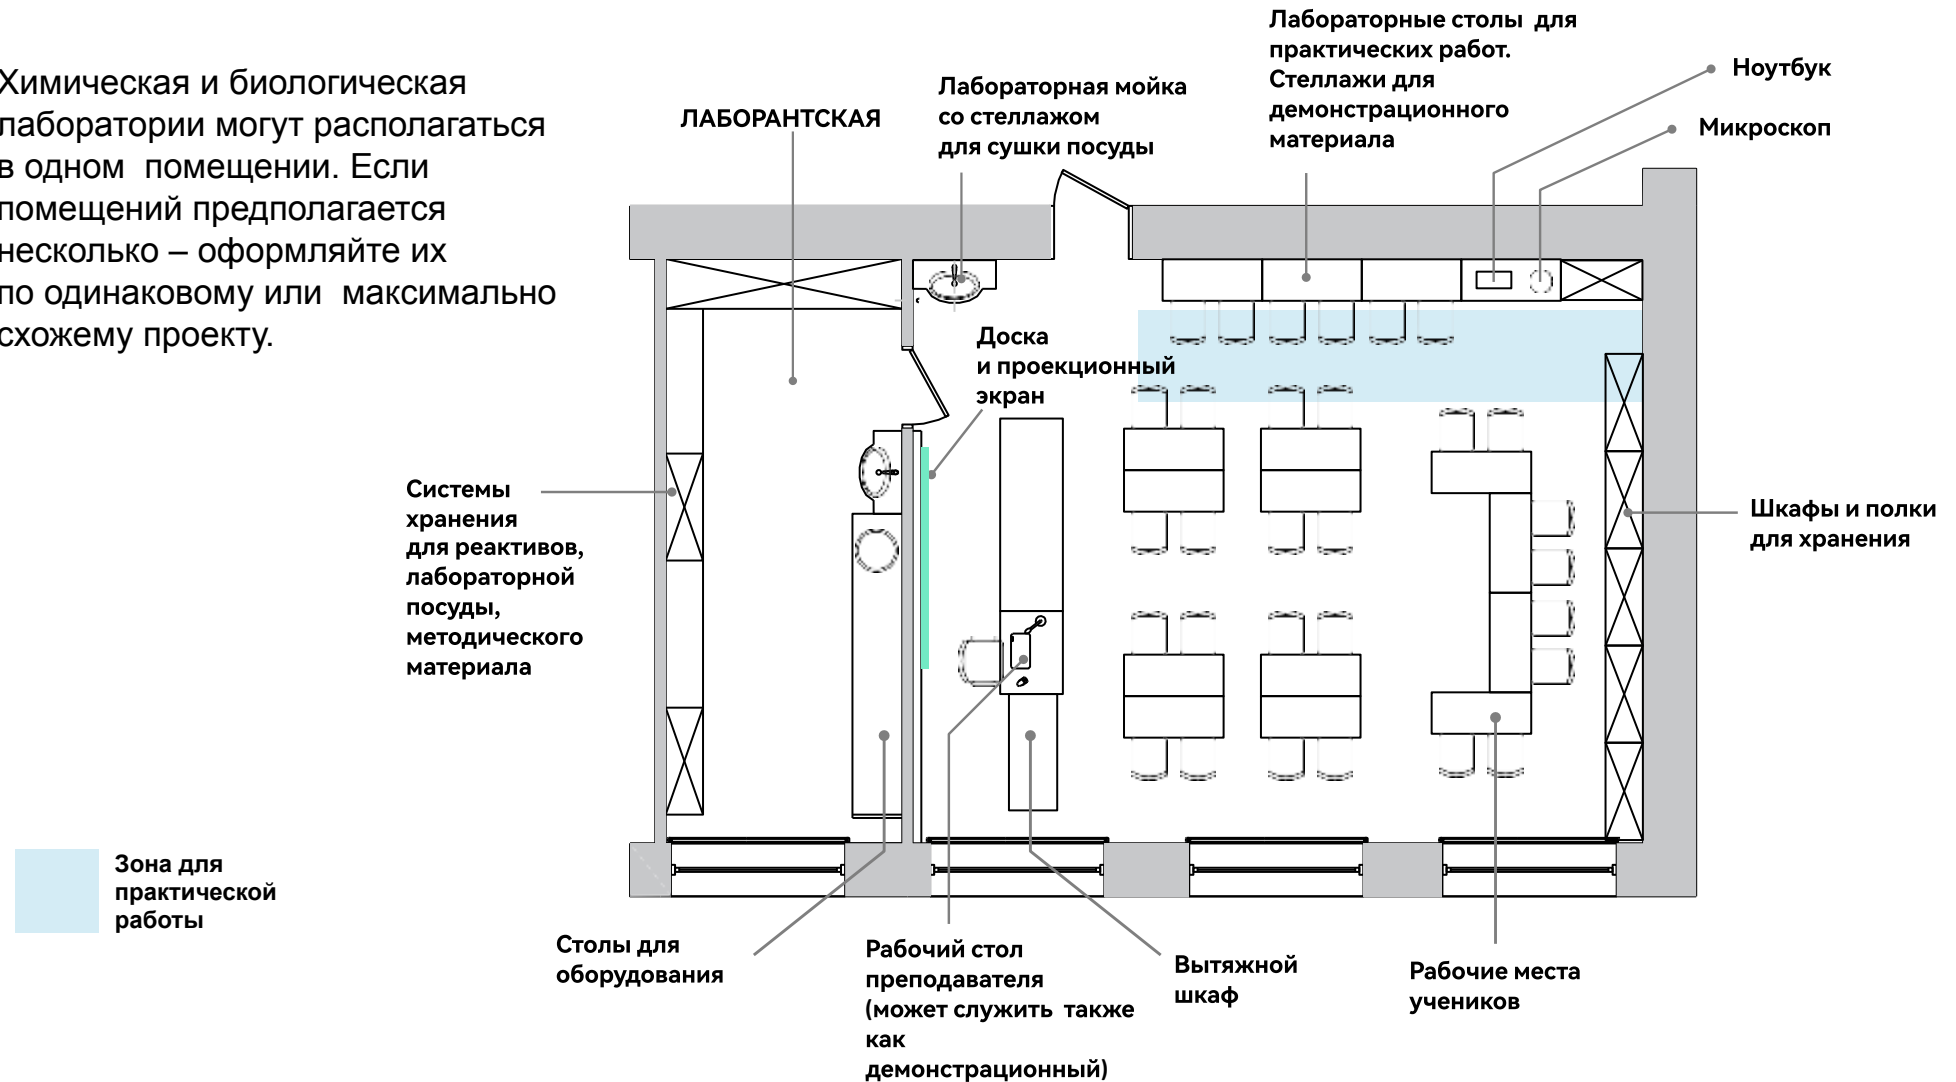 Химическая и биологическая
лаборатории могут располагаться
в одном помещении. Если
помещений предполагается
несколько – оформляйте их
по одинаковому или максимально
схожему проекту.
ЛАБОРАНТСКАЯ
Лабораторная мойка
со стеллажом
для сушки посуды
Лабораторные столы для
практических работ.
Стеллажи для
демонстрационного
материала
Ноутбук
Микроскоп
Доска
и проекционный
экран
Системы
хранения
для реактивов,
лабораторной
посуды,
методического
материала
Шкафы и полки
для хранения
Зона для
практической
работы
Столы для
оборудования
Рабочий стол
преподавателя
(может служить также
как
демонстрационный)
Вытяжной
шкаф
Рабочие места
учеников